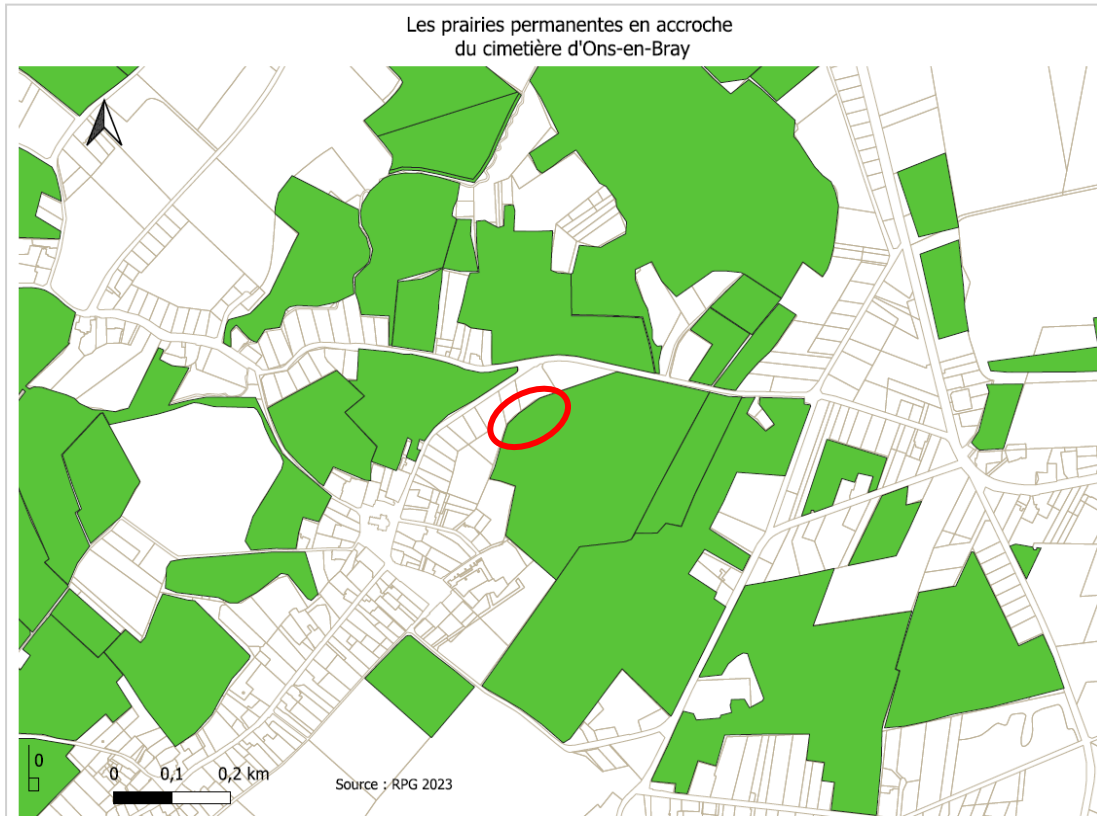 Les prairies permanentes en accroche
du cimetière d'Ons-en-Bray
0
0 0,1 0,2 km
Source : RPG 2023